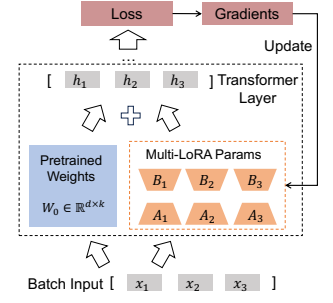 Loss Gradients
Update
...
[ h₁ h₂ h₃ ] Transformer
Layer
Pretrained
Weights
W₀ ∈ ℝᵈˣᵏ
Multi-LoRA Params
B₁ B₂ B₃
A₁ A₂ A₃
Batch Input [ x₁ x₂ x₃ ]